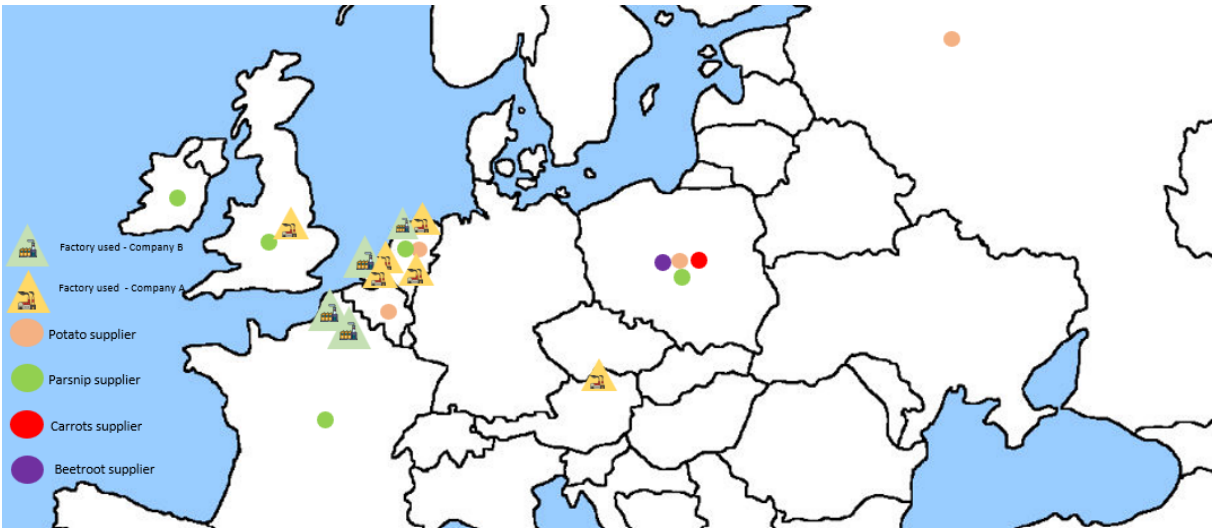 Factory used - Company B
Factory used - Company A
Potato supplier
Parsnip supplier
Carrots supplier
Beetroot supplier